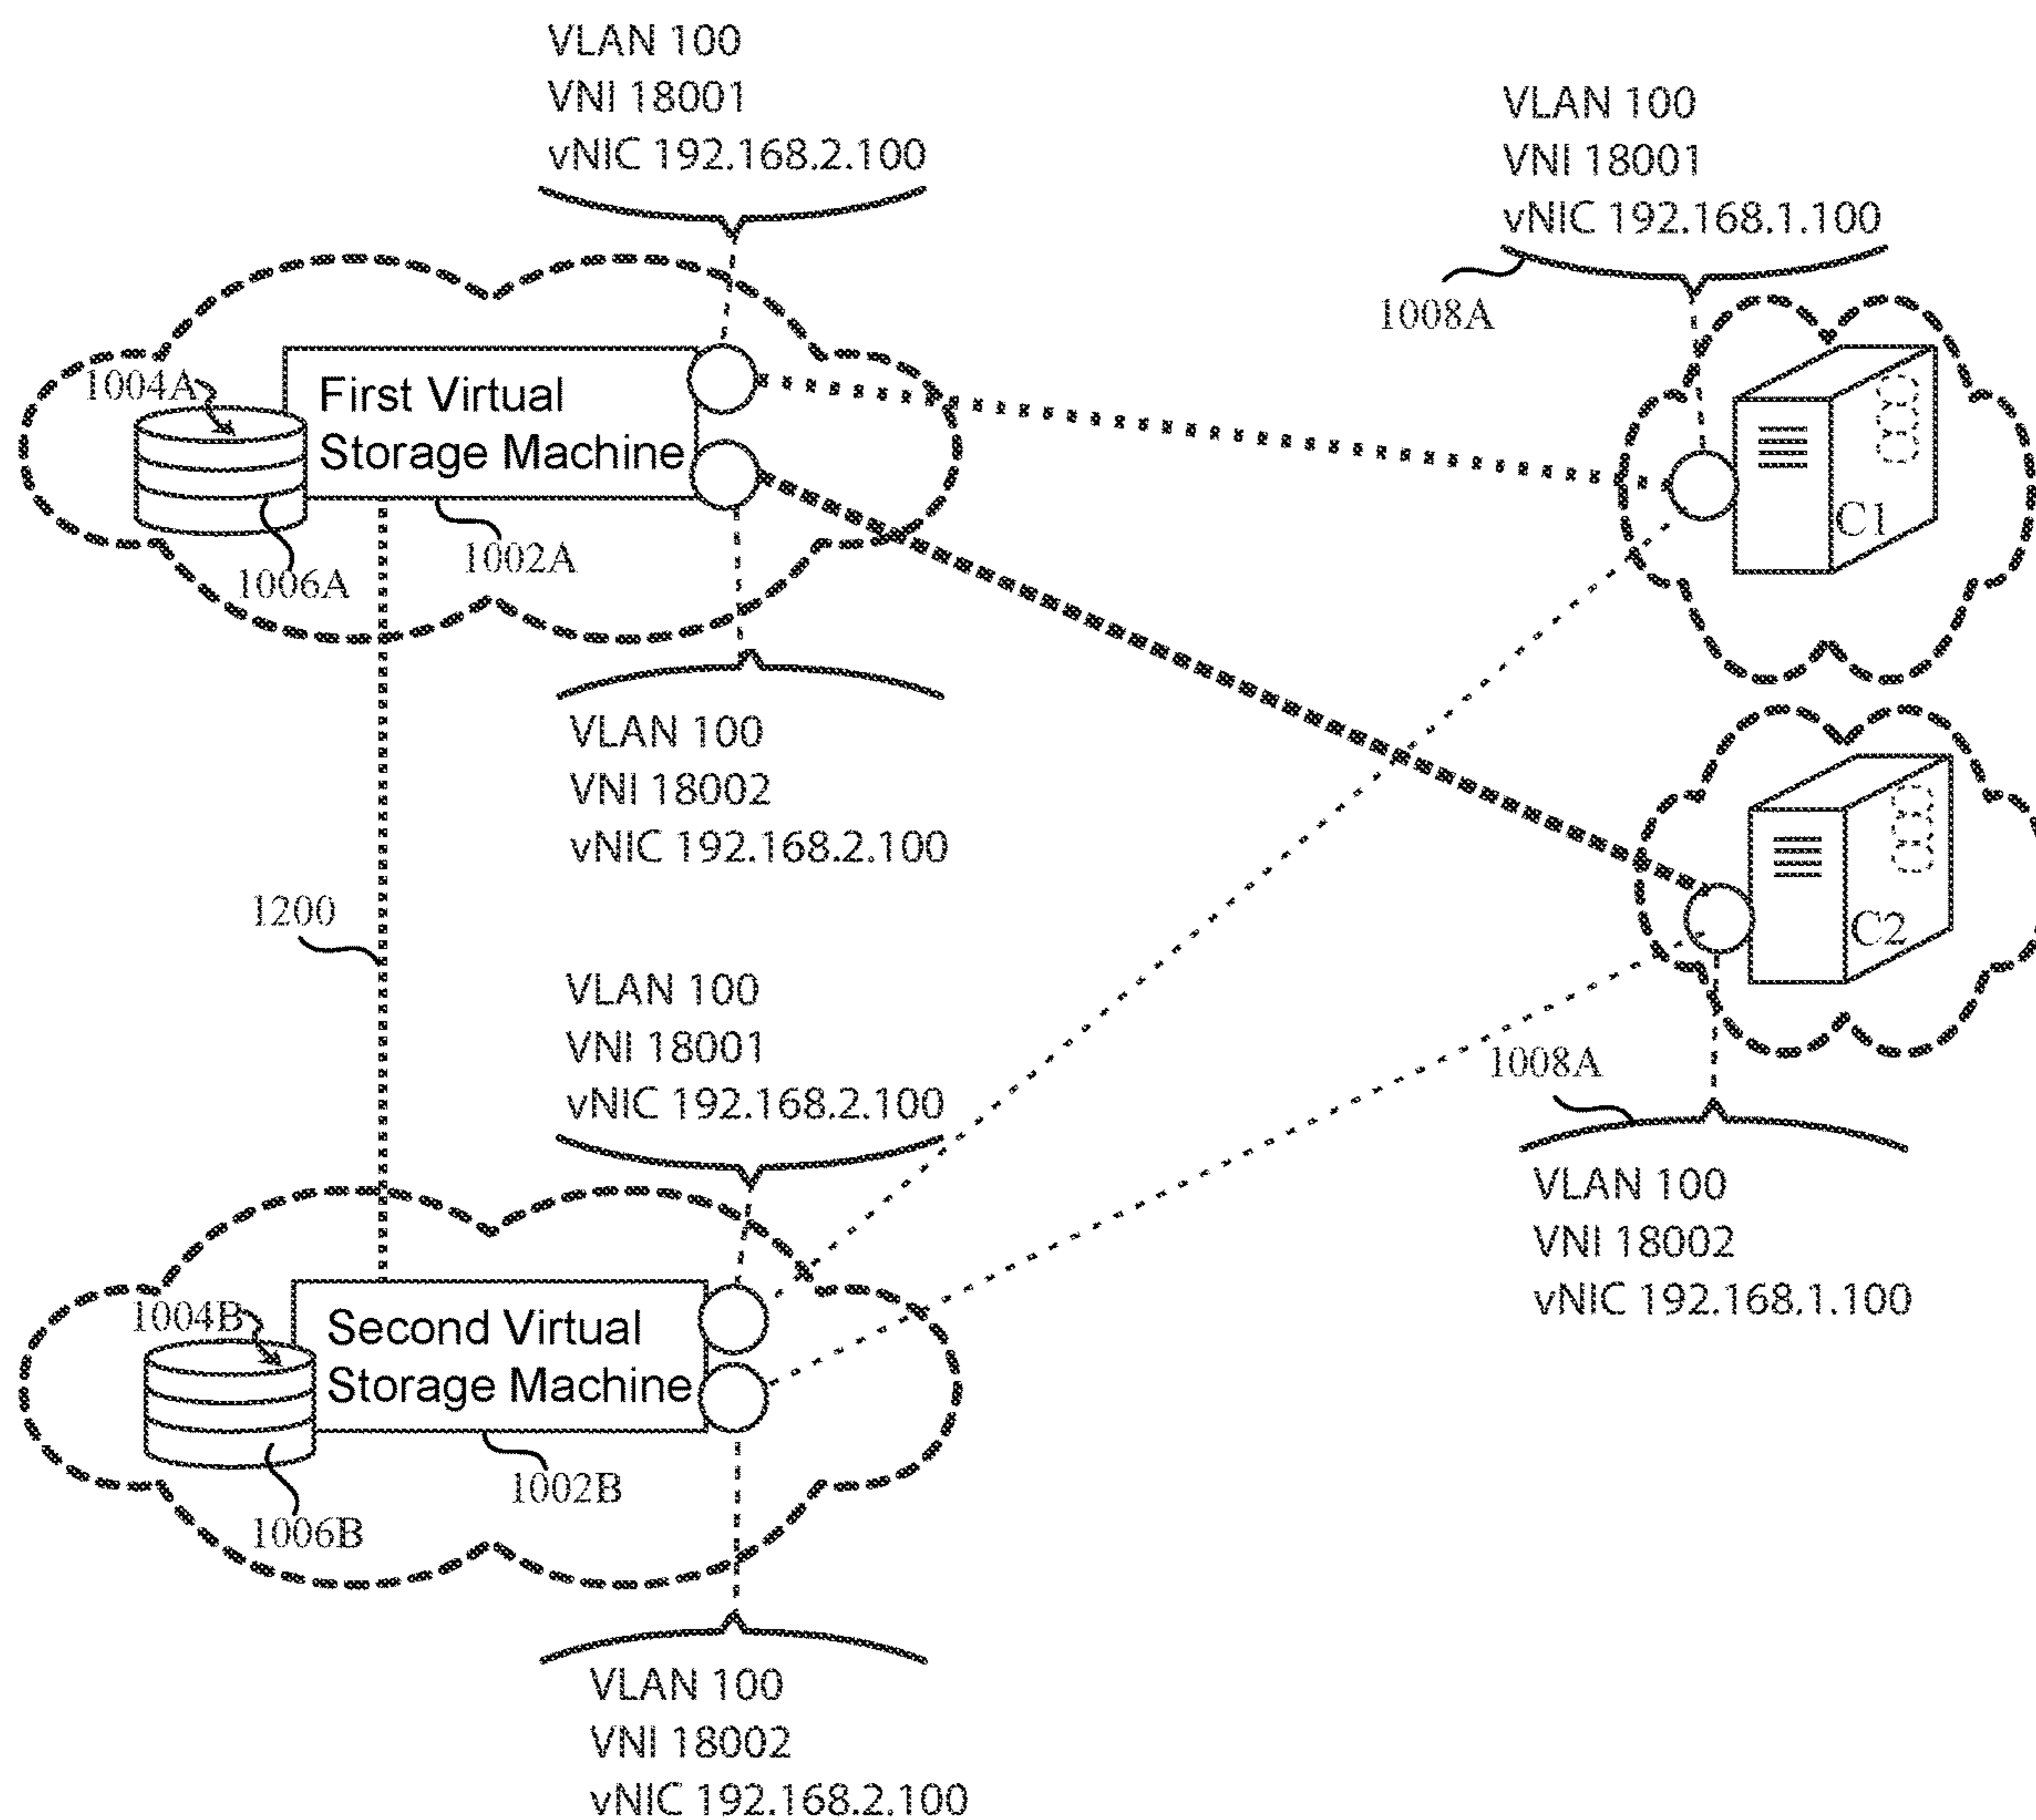 VLAN 100
VNI 18001
vNIC 192.168.2.100
VLAN 100
VNI 18001
vNIC 192.168.1.100
1008A
1004A
First Virtual
Storage Machine
C1
1002A
1006A
VLAN 100
VNI 18002
vNIC 192.168.2.100
1200
C2
VLAN 100
VNI 18001
vNIC 192.168.2.100
1008A
VLAN 100
VNI 18002
vNIC 192.168.1.100
1004B
Second Virtual
Storage Machine
1002B
1006B
VLAN 100
VNI 18002
vNIC 192.168.2.100